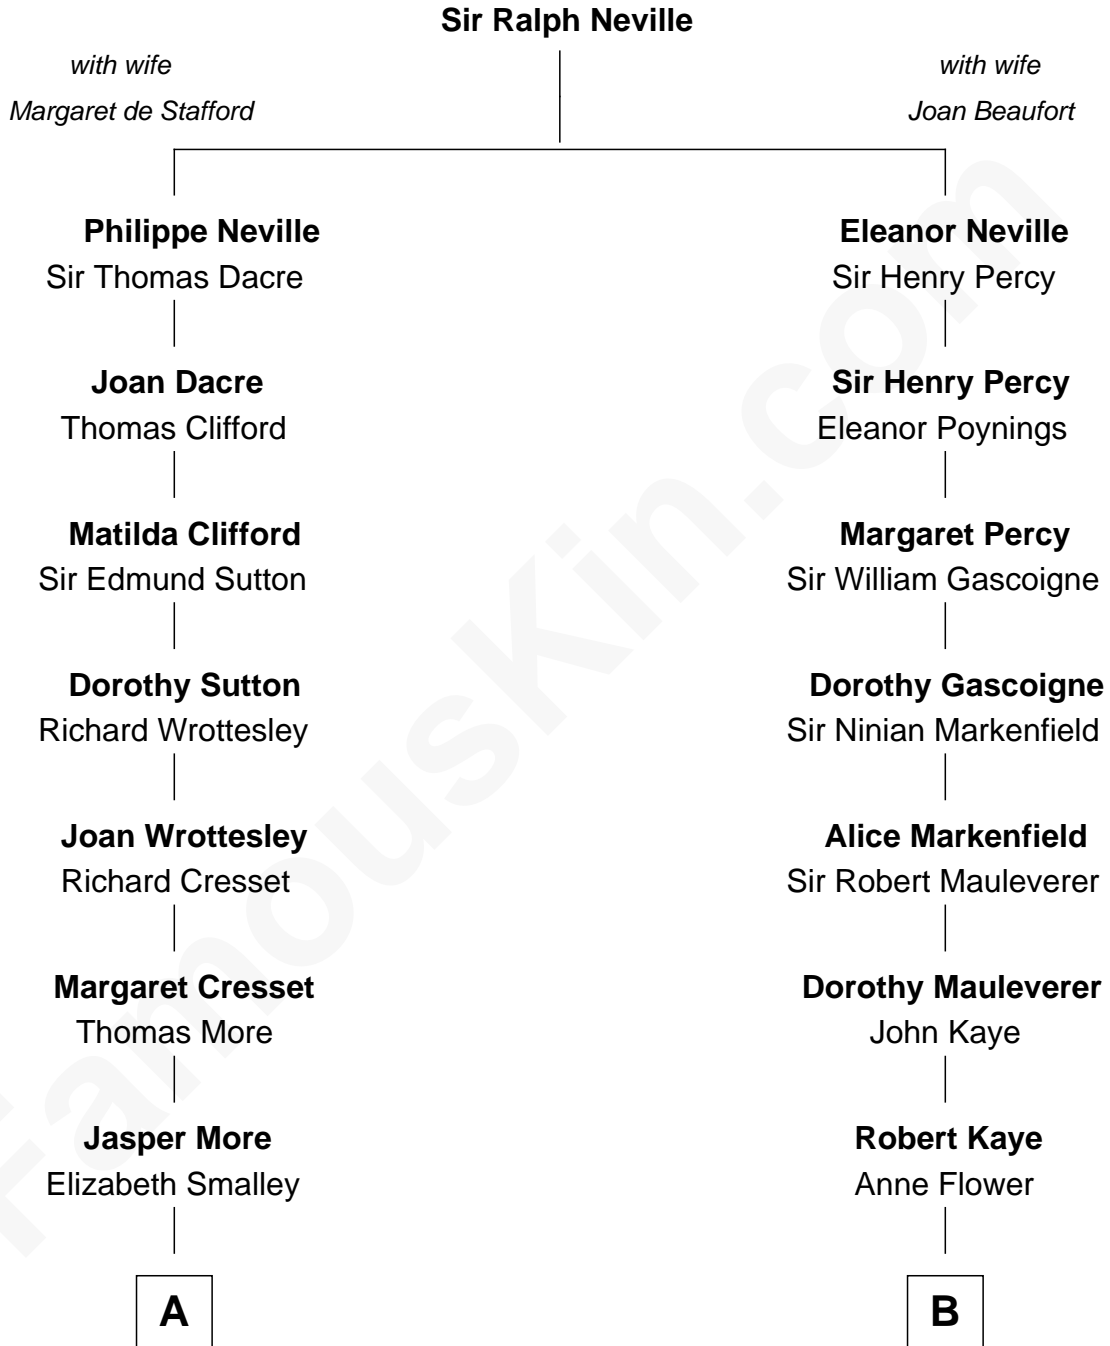 Sir Ralph Neville
with wife
Margaret de Stafford
with wife
Joan Beaufort
Philippe Neville
Sir Thomas Dacre
Eleanor Neville
Sir Henry Percy
Joan Dacre
Thomas Clifford
Sir Henry Percy
Eleanor Poynings
Matilda Clifford
Sir Edmund Sutton
Margaret Percy
Sir William Gascoigne
Dorothy Sutton
Richard Wrottesley
Dorothy Gascoigne
Sir Ninian Markenfield
Joan Wrottesley
Richard Cresset
Alice Markenfield
Sir Robert Mauleverer
Margaret Cresset
Thomas More
Dorothy Mauleverer
John Kaye
Jasper More
Elizabeth Smalley
Robert Kaye
Anne Flower
A
B
FamousKin.com